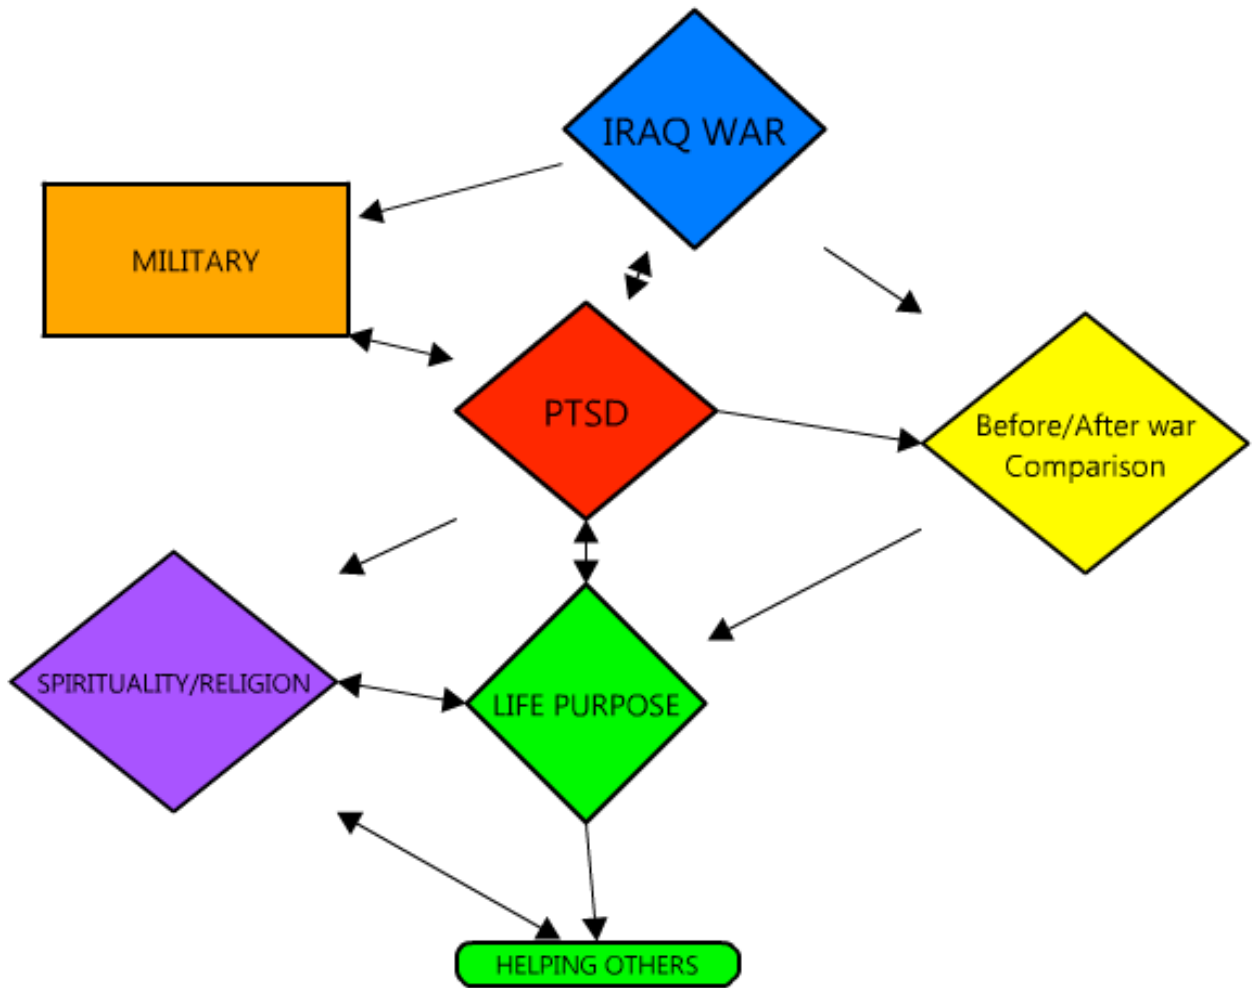 IRAQ WAR
MILITARY
PTSD
Before/After war
Comparison
SPIRITUALITY/RELIGION
LIFE PURPOSE
HELPING OTHERS